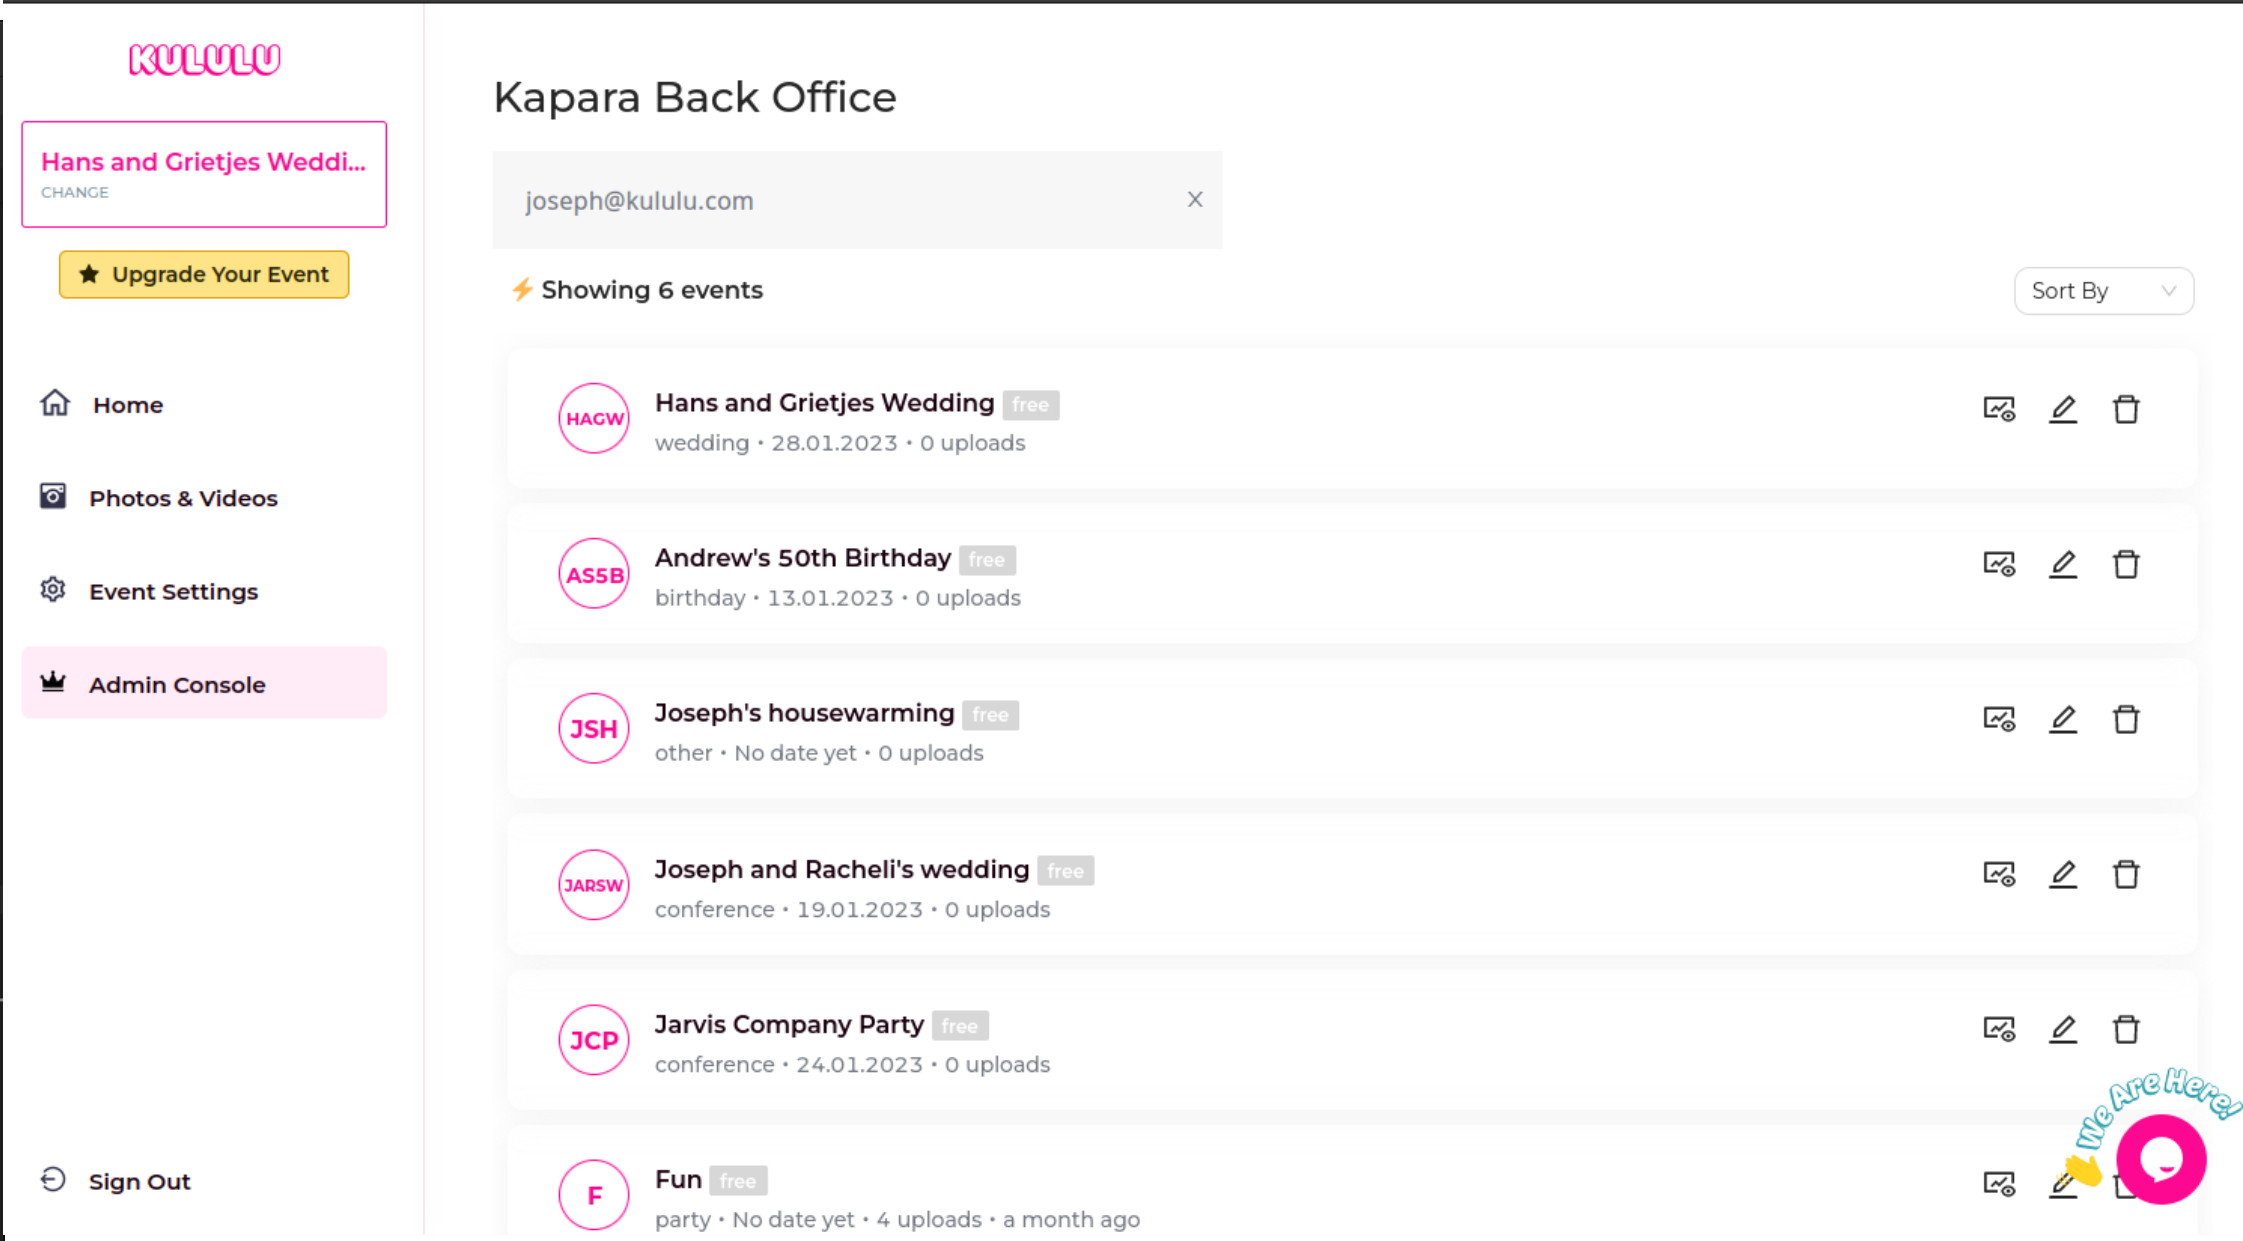 KULULU
Hans and Grietjes Weddi...
CHANGE
Upgrade Your Event
Home
Photos & Videos
Event Settings
Admin Console
Sign Out
Kapara Back Office
joseph@kululu.com
Showing 6 events
Sort By
HAGW
Hans and Grietjes Wedding free
wedding • 28.01.2023 • 0 uploads
AS5B
Andrew's 50th Birthday free
birthday • 13.01.2023 • 0 uploads
JSH
Joseph's housewarming free
other • No date yet • 0 uploads
JARSW
Joseph and Racheli's wedding free
conference • 19.01.2023 • 0 uploads
JCP
Jarvis Company Party free
conference • 24.01.2023 • 0 uploads
F
Fun free
party • No date yet • 4 uploads • a month ago
We Are Here!